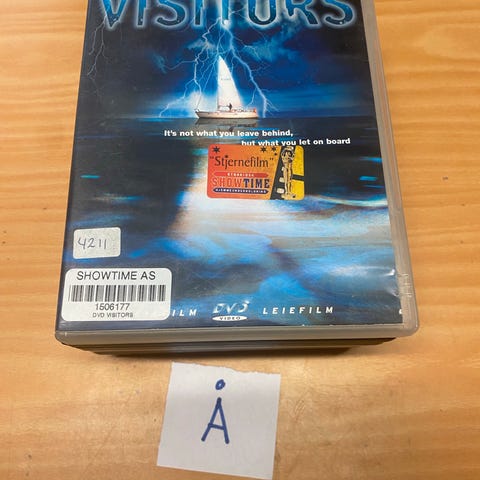 VISITORS
It's not what you leave behind,
but what you let on board
"Stjernefilm"
SHOWTIME
4211
SHOWTIME AS
1506177
DVD VISITORS
FILM DVD VIDEO LEIEFILM
Å